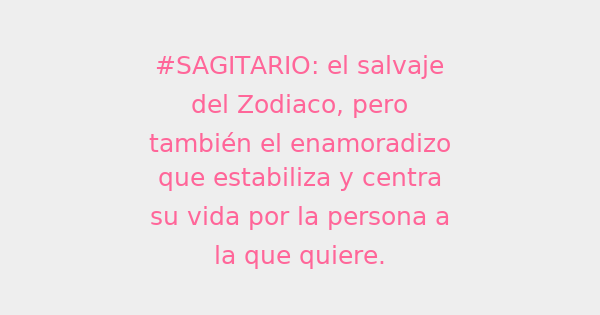 #SAGITARIO: el salvaje
del Zodiaco, pero
también el enamoradizo
que estabiliza y centra
su vida por la persona a
la que quiere.